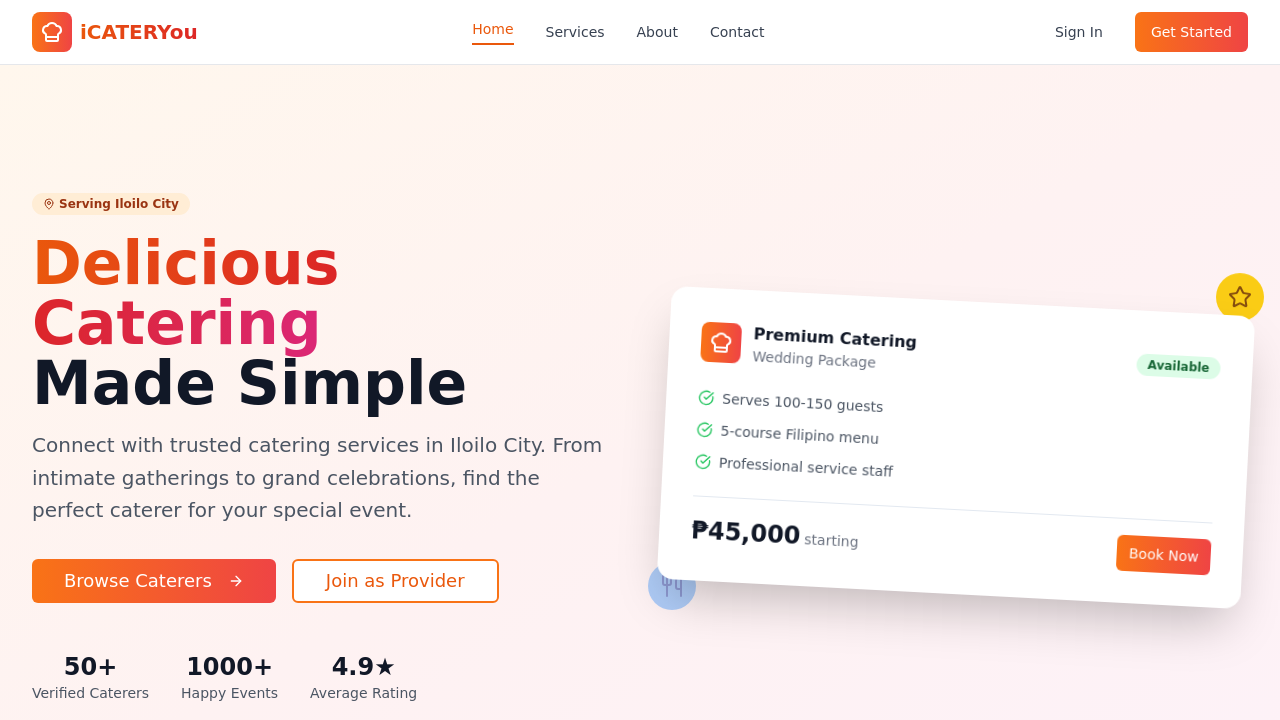 iCATERYou
Home
Services
About
Contact
Sign In
Get Started
Serving Iloilo City
Delicious
Catering
Made Simple
Connect with trusted catering services in Iloilo City. From
intimate gatherings to grand celebrations, find the
perfect caterer for your special event.
Browse Caterers
Join as Provider
50+
Verified Caterers
1000+
Happy Events
4.9★
Average Rating
Premium Catering
Wedding Package
Available
Serves 100-150 guests
5-course Filipino menu
Professional service staff
₱45,000 starting
Book Now